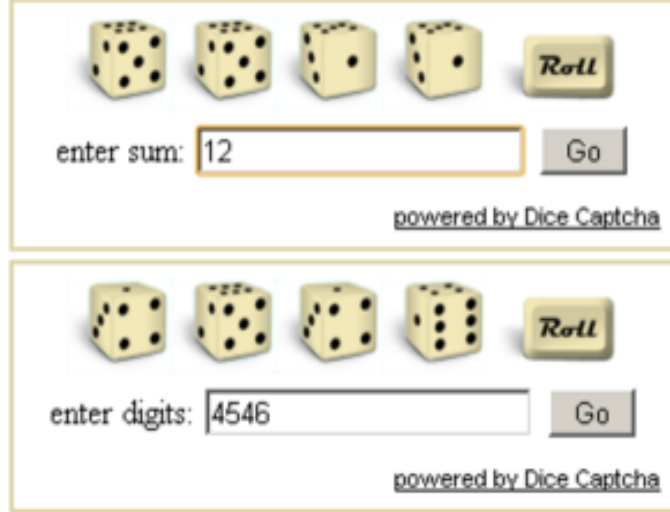 Roll
enter sum: 12 Go
powered by Dice Captcha
Roll
enter digits: 4546 Go
powered by Dice Captcha